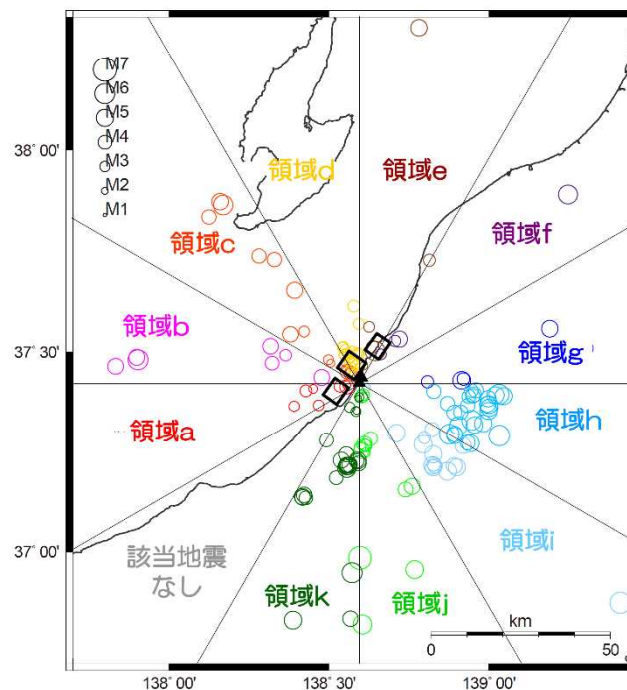 M7
M6
M5
M4
M3
M2
M1
38° 00'
37° 30'
37° 00'
領域d
領域e
領域c
領域f
領域b
領域g
領域a
領域h
該当地震
なし
領域i
領域k
領域j
km
0
50
138° 00'
138° 30'
139° 00'